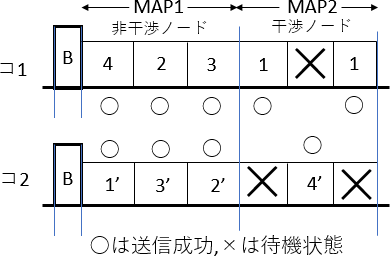 MAP1 MAP2
非干渉ノード 干渉ノード
コ1 B 4 2 3 1 × 1
○ ○ ○ ○ ○
○ ○ ○ ○
コ2 B 1’ 3’ 2’ × 4’ ×
○は送信成功,×は待機状態